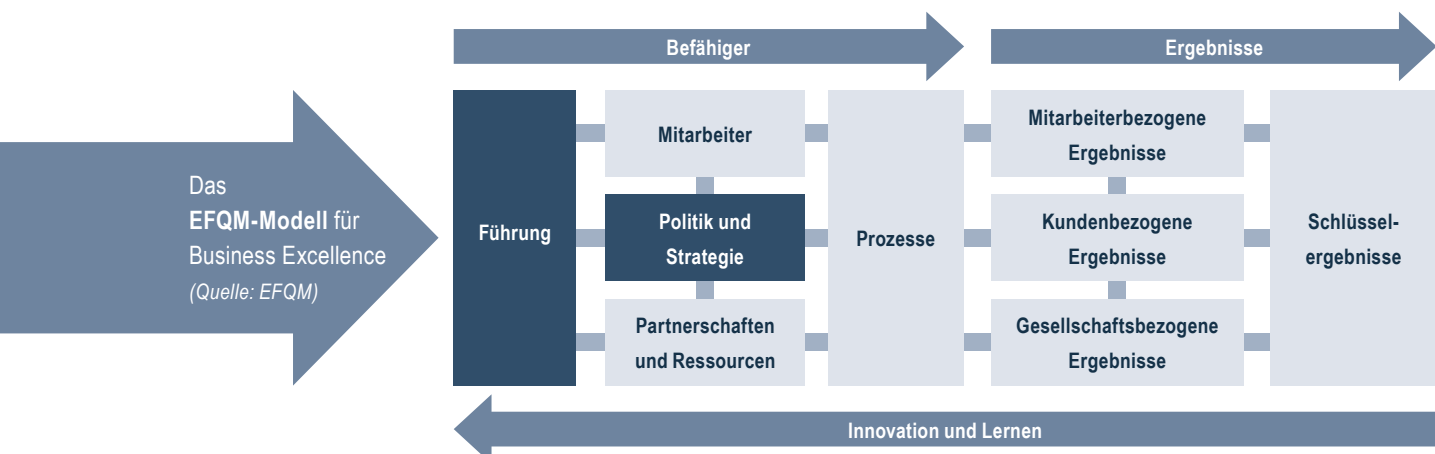 Befähiger
Ergebnisse
Das
EFQM-Modell für
Business Excellence
(Quelle: EFQM)
Führung
Mitarbeiter
Politik und
Strategie
Partnerschaften
und Ressourcen
Prozesse
Mitarbeiterbezogene
Ergebnisse
Kundenbezogene
Ergebnisse
Gesellschaftsbezogene
Ergebnisse
Schlüssel-
ergebnisse
Innovation und Lernen